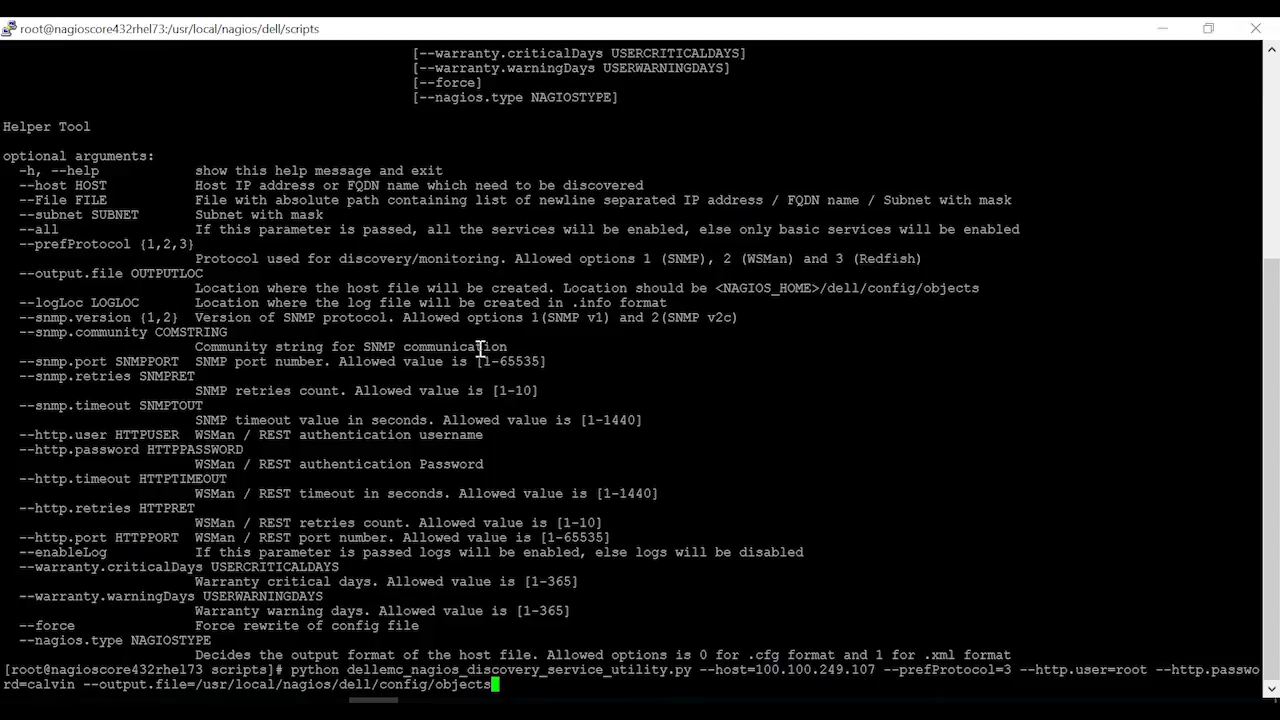 root@nagioscore432rhel73:/usr/local/nagios/dell/scripts
[--warranty.criticalDays USERCRITICALDAYS]
[--warranty.warningDays USERWARNINGDAYS]
[--force]
[--nagios.type NAGIOSTYPE]
Helper Tool
optional arguments:
-h, --help show this help message and exit
--host HOST Host IP address or FQDN name which need to be discovered
--File FILE File with absolute path containing list of newline separated IP address / FQDN name / Subnet with mask
--subnet SUBNET Subnet with mask
--all If this parameter is passed, all the services will be enabled, else only basic services will be enabled
--prefProtocol {1,2,3}
Protocol used for discovery/monitoring. Allowed options 1 (SNMP), 2 (WSMan) and 3 (Redfish)
--output.file OUTPUTLOC
Location where the host file will be created. Location should be <NAGIOS_HOME>/dell/config/objects
--logLoc LOGLOC Location where the log file will be created in .info format
--snmp.version {1,2} Version of SNMP protocol. Allowed options 1(SNMP v1) and 2(SNMP v2c)
--snmp.community COMSTRING
Community string for SNMP communication
--snmp.port SNMPPORT SNMP port number. Allowed value is [1-65535]
--snmp.retries SNMPRET
SNMP retries count. Allowed value is [1-10]
--snmp.timeout SNMPTOUT
SNMP timeout value in seconds. Allowed value is [1-1440]
--http.user HTTPUSER WSMan / REST authentication username
--http.password HTTPPASSWORD
WSMan / REST authentication Password
--http.timeout HTTPTIMEOUT
WSMan / REST timeout in seconds. Allowed value is [1-1440]
--http.retries HTTPRET
WSMan / REST retries count. Allowed value is [1-10]
--http.port HTTPPORT WSMan / REST port number. Allowed value is [1-65535]
--enableLog If this parameter is passed logs will be enabled, else logs will be disabled
--warranty.criticalDays USERCRITICALDAYS
Warranty critical days. Allowed value is [1-365]
--warranty.warningDays USERWARNINGDAYS
Warranty warning days. Allowed value is [1-365]
--force Force rewrite of config file
--nagios.type NAGIOSTYPE
Decides the output format of the host file. Allowed options is 0 for .cfg format and 1 for .xml format
[root@nagioscore432rhel73 scripts]# python dellemc_nagios_discovery_service_utility.py --host=100.100.249.107 --prefProtocol=3 --http.user=root --http.passwo
rd=calvin --output.file=/usr/local/nagios/dell/config/objects